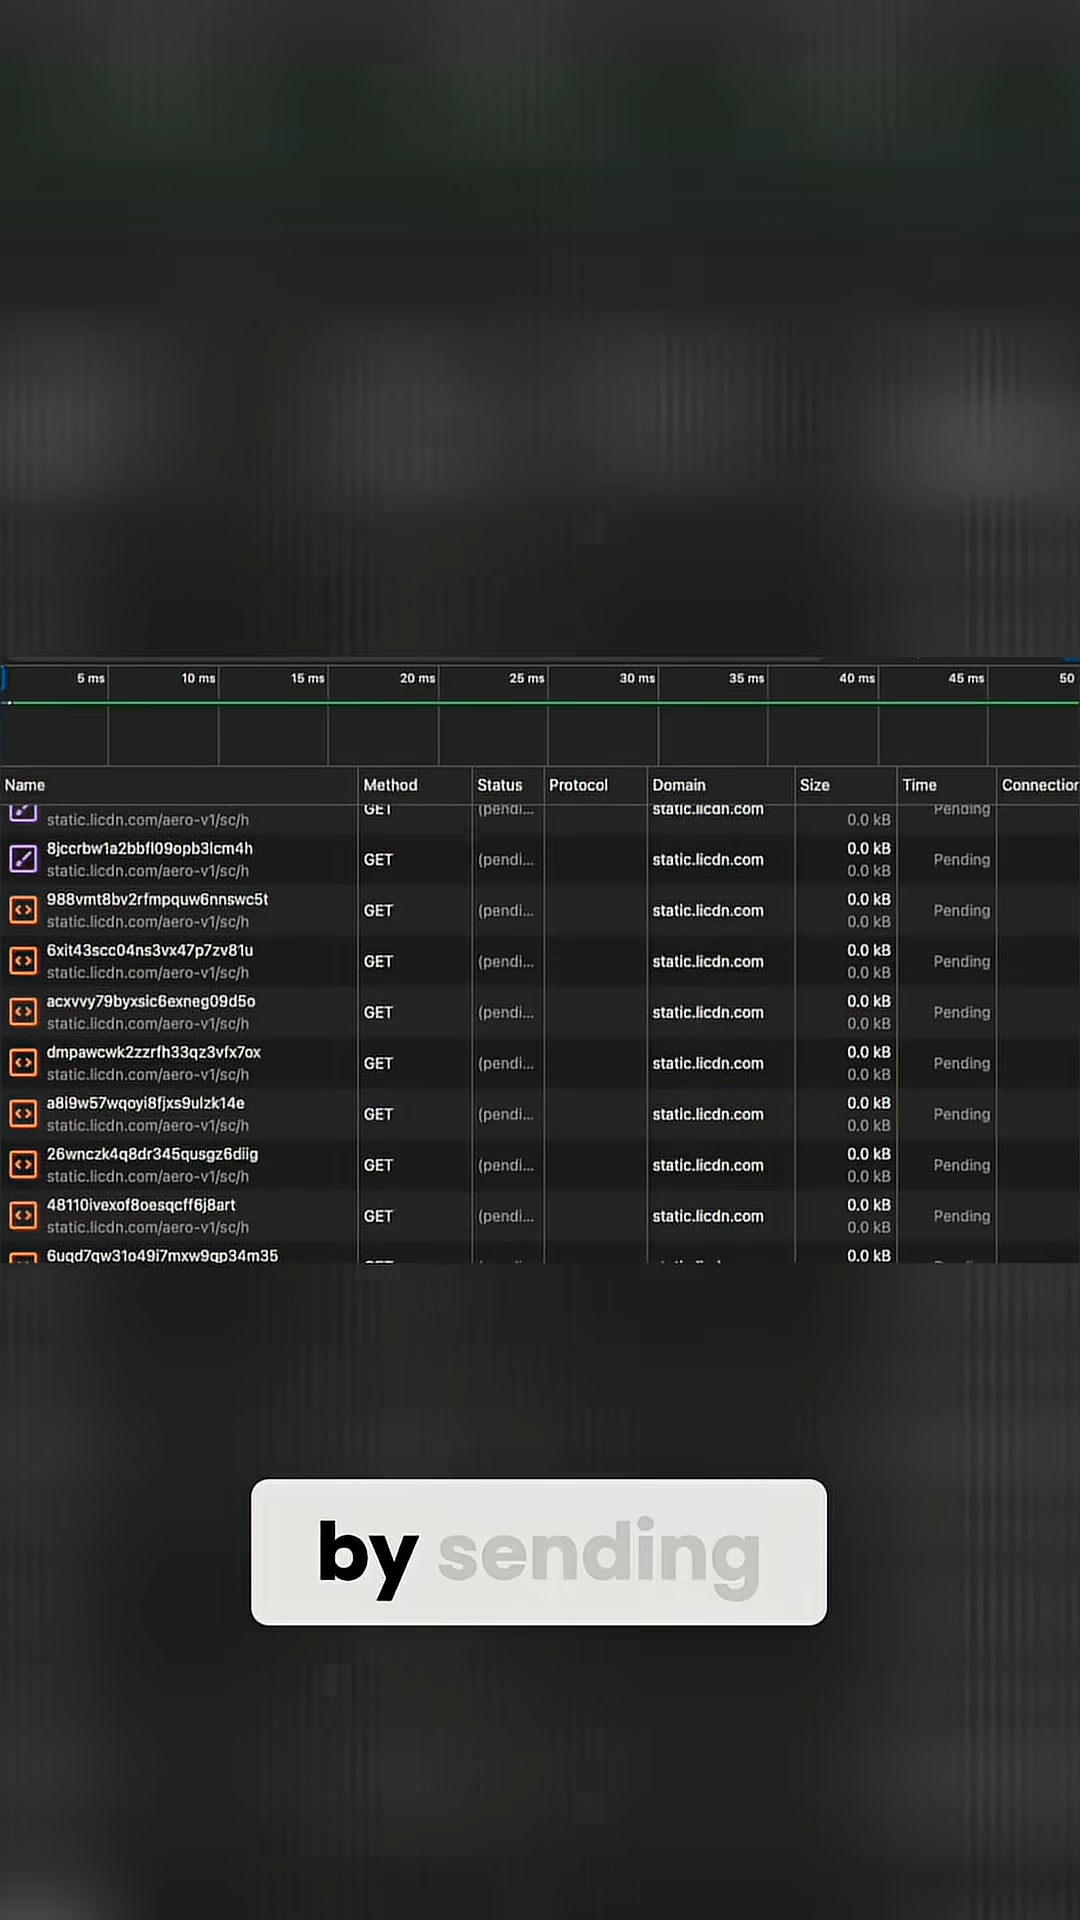 5 ms 10 ms 15 ms 20 ms 25 ms 30 ms 35 ms 40 ms 45 ms 50
Name Method Status Protocol Domain Size Time Connection
GET (pendi... static.licdn.com Pending
static.licdn.com/aero-v1/sc/h 0.0 kB
8jccrbw1a2bbfl09opb3lcm4h 0.0 kB
GET (pendi... static.licdn.com Pending
static.licdn.com/aero-v1/sc/h 0.0 kB
988vmt8bv2rfmpquw6nnswc5t 0.0 kB
GET (pendi... static.licdn.com Pending
static.licdn.com/aero-v1/sc/h 0.0 kB
6xit43scc04ns3vx47p7zv81u 0.0 kB
GET (pendi... static.licdn.com Pending
static.licdn.com/aero-v1/sc/h 0.0 kB
acxvvy79byxsic6exneg09d5o 0.0 kB
GET (pendi... static.licdn.com Pending
static.licdn.com/aero-v1/sc/h 0.0 kB
dmpawcwk2zzrfh33qz3vfx7ox 0.0 kB
GET (pendi... static.licdn.com Pending
static.licdn.com/aero-v1/sc/h 0.0 kB
a8i9w57wqoyi8fjxs9ulzk14e 0.0 kB
GET (pendi... static.licdn.com Pending
static.licdn.com/aero-v1/sc/h 0.0 kB
26wnczk4q8dr345qusgz6diig 0.0 kB
GET (pendi... static.licdn.com Pending
static.licdn.com/aero-v1/sc/h 0.0 kB
48110ivexof8oesqcff6j8art 0.0 kB
GET (pendi... static.licdn.com Pending
static.licdn.com/aero-v1/sc/h 0.0 kB
6uqd7qw31o49i7mxw9qp34m35 0.0 kB
by sending